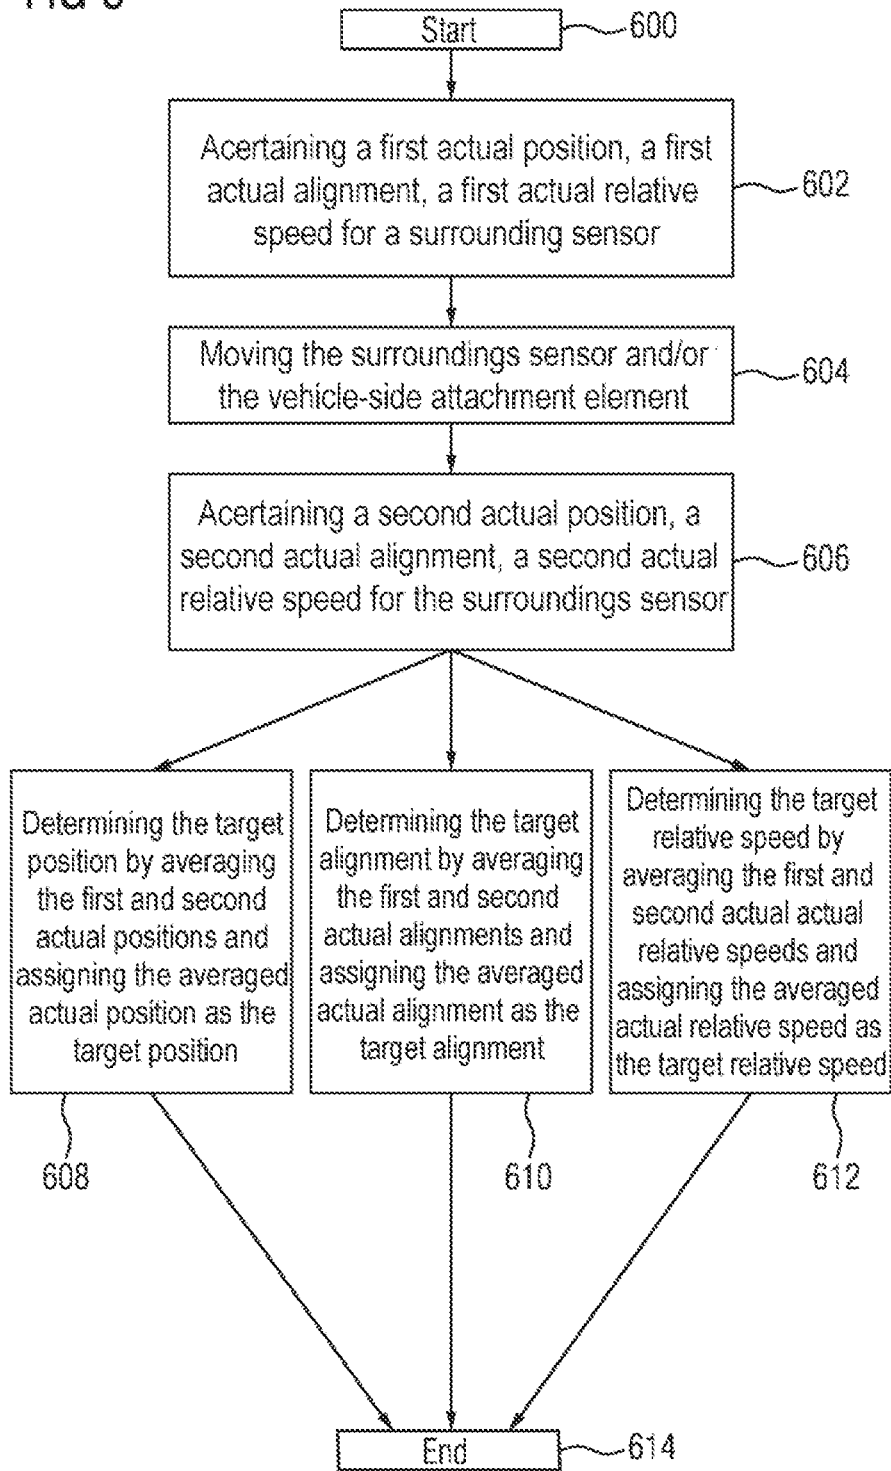 Start
600
Acertaining a first actual position, a first
actual alignment, a first actual relative
speed for a surrounding sensor
602
Moving the surroundings sensor and/or
the vehicle-side attachment element
604
Acertaining a second actual position, a
second actual alignment, a second actual
relative speed for the surroundings sensor
606
Determining the target
position by averaging
the first and second
actual positions and
assigning the averaged
actual position as the
target position
608
Determining the target
alignment by averaging
the first and second
actual alignments and
assigning the averaged
actual alignment as the
target alignment
610
Determining the target
relative speed by
averaging the first and
second actual actual
relative speeds and
assigning the averaged
actual relative speed as
the target relative speed
612
End
614